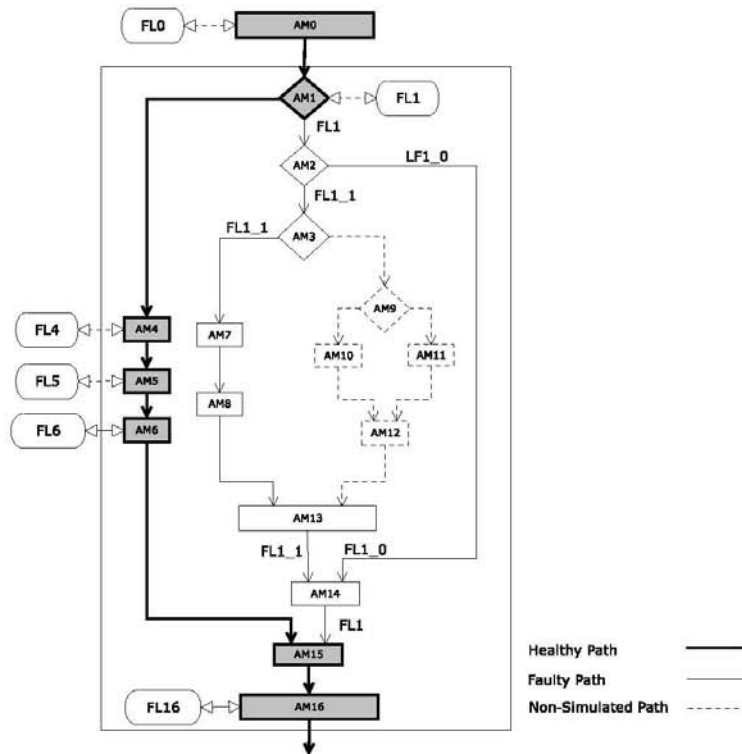 FL0
AM0
AM1
FL1
FL1
AM2
LF1_0
FL1_1
FL1_1
AM3
AM9
FL4
AM4
AM7
AM10
AM11
FL5
AM5
AM8
FL6
AM6
AM12
AM13
FL1_1
FL1_0
AM14
FL1
AM15
Healthy Path
FL16
AM16
Faulty Path
Non-Simulated Path